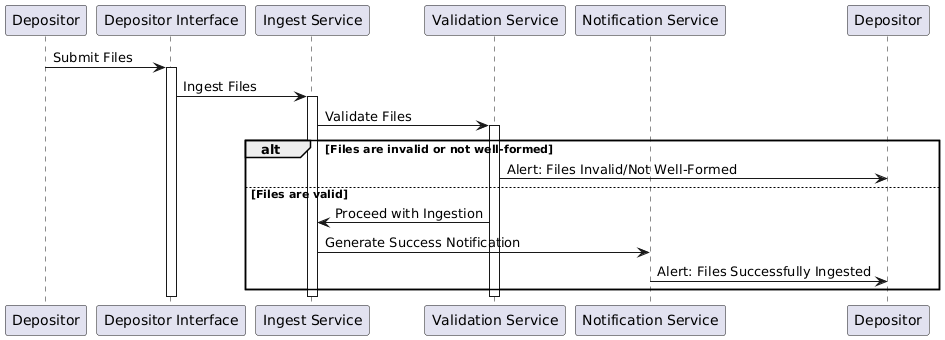 Depositor Depositor Interface Ingest Service Validation Service Notification Service Depositor
Submit Files
Ingest Files
Validate Files
alt [Files are invalid or not well-formed]
Alert: Files Invalid/Not Well-Formed
[Files are valid]
Proceed with Ingestion
Generate Success Notification
Alert: Files Successfully Ingested
Depositor Depositor Interface Ingest Service Validation Service Notification Service Depositor